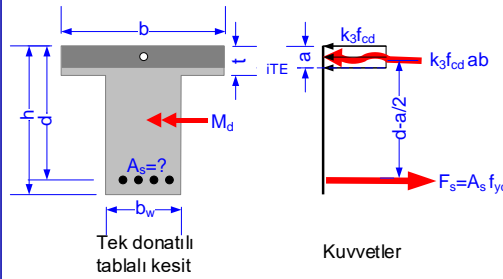 b
k₃f_cd
t
a
iTE
k₃f_cd ab
h
d
M_d
d-a/2
A_s=?
F_s=A_s f_yd
b_w
Tek donatılı
tablalı kesit
Kuvvetler